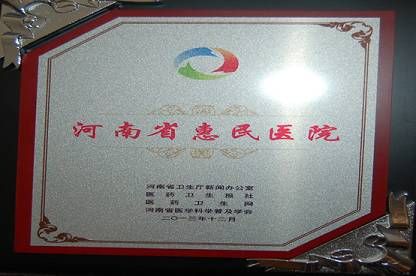 河南省惠民医院
河南省卫生厅新闻办公室
医药卫生报社
医药卫生网
河南省医学科学普及学会
二〇一三年十二月